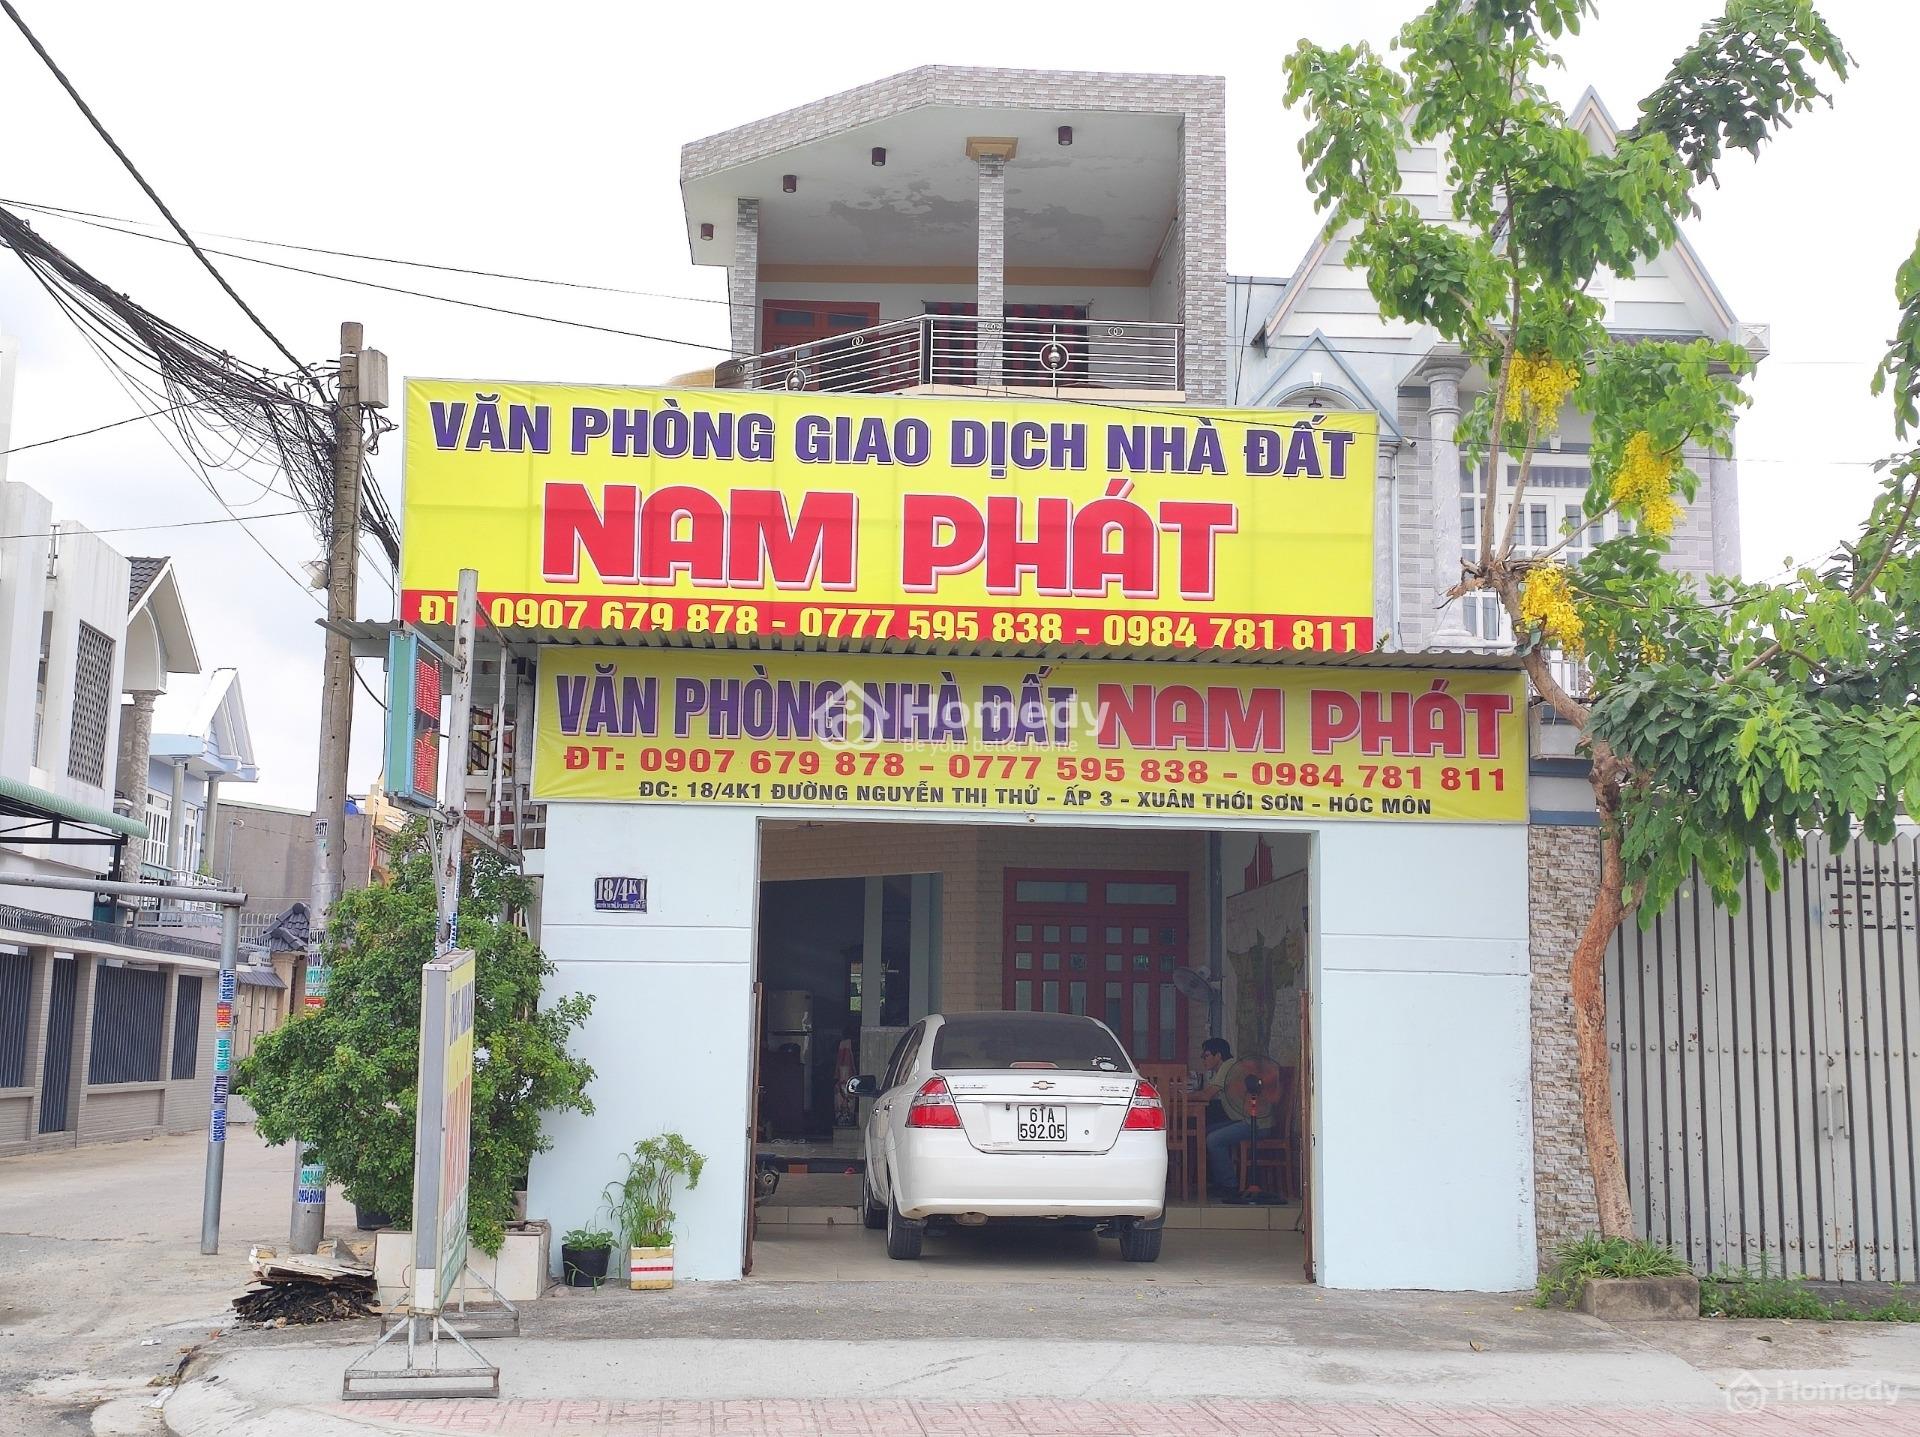 VĂN PHÒNG GIAO DỊCH NHÀ ĐẤT
NAM PHÁT
ĐT: 0907 679 878 - 0777 595 838 - 0984 781 811
VĂN PHÒNG NHÀ ĐẤT NAM PHÁT
ĐT: 0907 679 878 - 0777 595 838 - 0984 781 811
ĐC: 18/4K1 ĐƯỜNG NGUYỄN THỊ THỬ - ẤP 3 - XUÂN THỚI SƠN - HÓC MÔN
Homedy
Be your better home
18/4K1
61A
592.05
Homedy